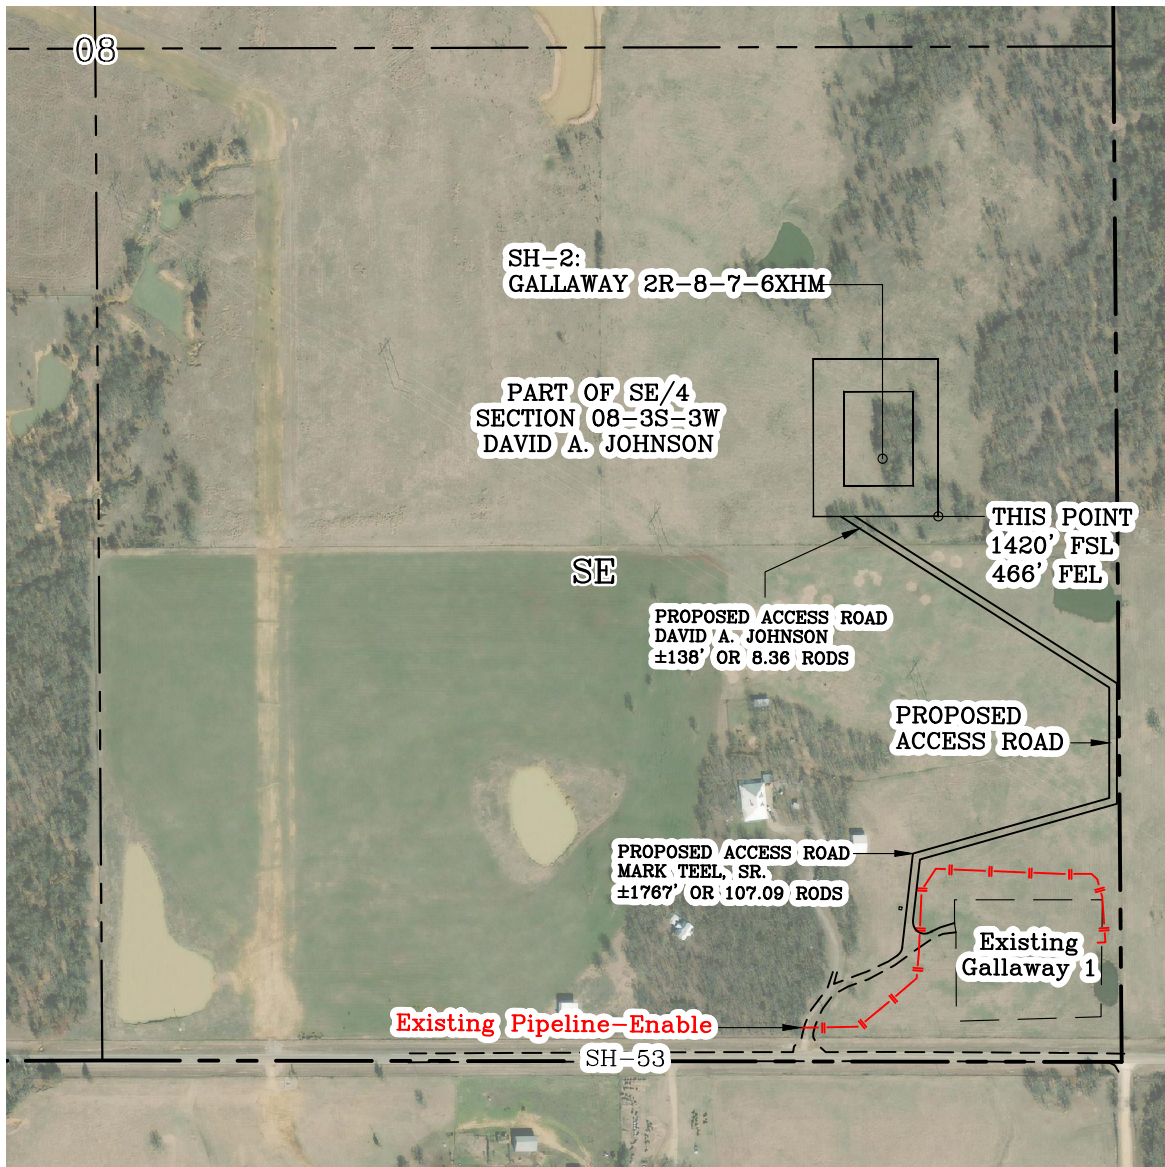 08
SH-2:
GALLAWAY 2R-8-7-6XHM
PART OF SE/4
SECTION 08-3S-3W
DAVID A. JOHNSON
THIS POINT
1420' FSL
466' FEL
SE
PROPOSED ACCESS ROAD
DAVID A. JOHNSON
±138' OR 8.36 RODS
PROPOSED
ACCESS ROAD
PROPOSED ACCESS ROAD
MARK TEEL, SR.
±1767' OR 107.09 RODS
Existing
Gallaway 1
Existing Pipeline-Enable
SH-53